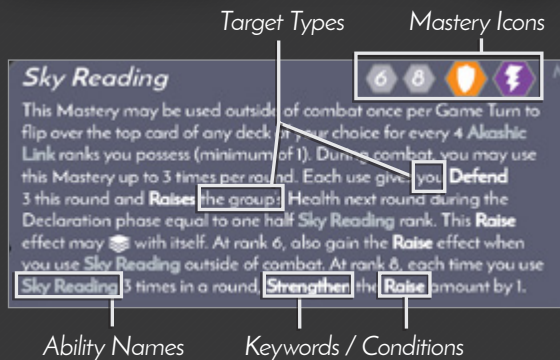 Target Types
Mastery Icons
Sky Reading
6 8
This Mastery may be used outside of combat once per Game Turn to
flip over the top card of any deck of your choice for every 4 Akashic
Link ranks you possess (minimum of 1). During combat, you may use
this Mastery up to 3 times per round. Each use gives you Defend
3 this round and Raises the group's Health next round during the
Declaration phase equal to one half Sky Reading rank. This Raise
effect may with itself. At rank 6, also gain the Raise effect when
you use Sky Reading outside of combat. At rank 8, each time you use
Sky Reading 3 times in a round, Strengthen the Raise amount by 1.
Ability Names
Keywords / Conditions